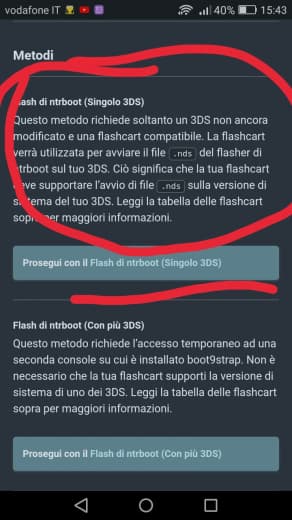 vodafone IT 40% 15:43
Metodi
Flash di ntrboot (Singolo 3DS)
Questo metodo richiede soltanto un 3DS non ancora
modificato e una flashcart compatibile. La flashcart
verrà utilizzata per avviare il file .nds del flasher di
ntrboot sul tuo 3DS. Ciò significa che la tua flashcart
deve supportare l'avvio di file .nds sulla versione di
sistema del tuo 3DS. Leggi la tabella delle flashcart
sopra per maggiori informazioni.
Prosegui con il Flash di ntrboot (Singolo 3DS)
Flash di ntrboot (Con più 3DS)
Questo metodo richiede l'accesso temporaneo ad una
seconda console su cui è installato boot9strap. Non è
necessario che la tua flashcart supporti la versione di
sistema di uno dei 3DS. Leggi la tabella delle flashcart
sopra per maggiori informazioni.
Prosegui con il Flash di ntrboot (Con più 3DS)